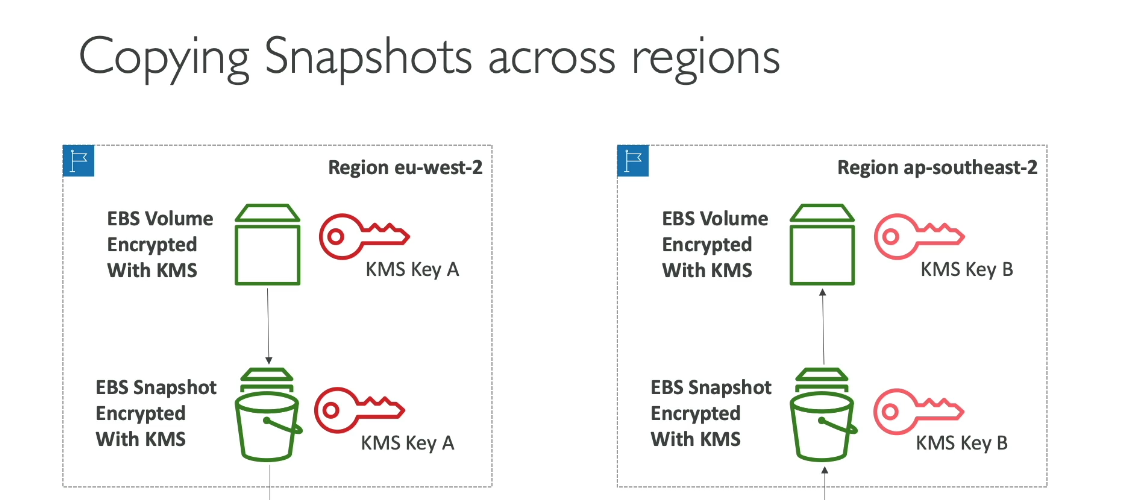 Copying Snapshots across regions
Region eu-west-2
EBS Volume
Encrypted
With KMS
KMS Key A
EBS Snapshot
Encrypted
With KMS
KMS Key A
Region ap-southeast-2
EBS Volume
Encrypted
With KMS
KMS Key B
EBS Snapshot
Encrypted
With KMS
KMS Key B